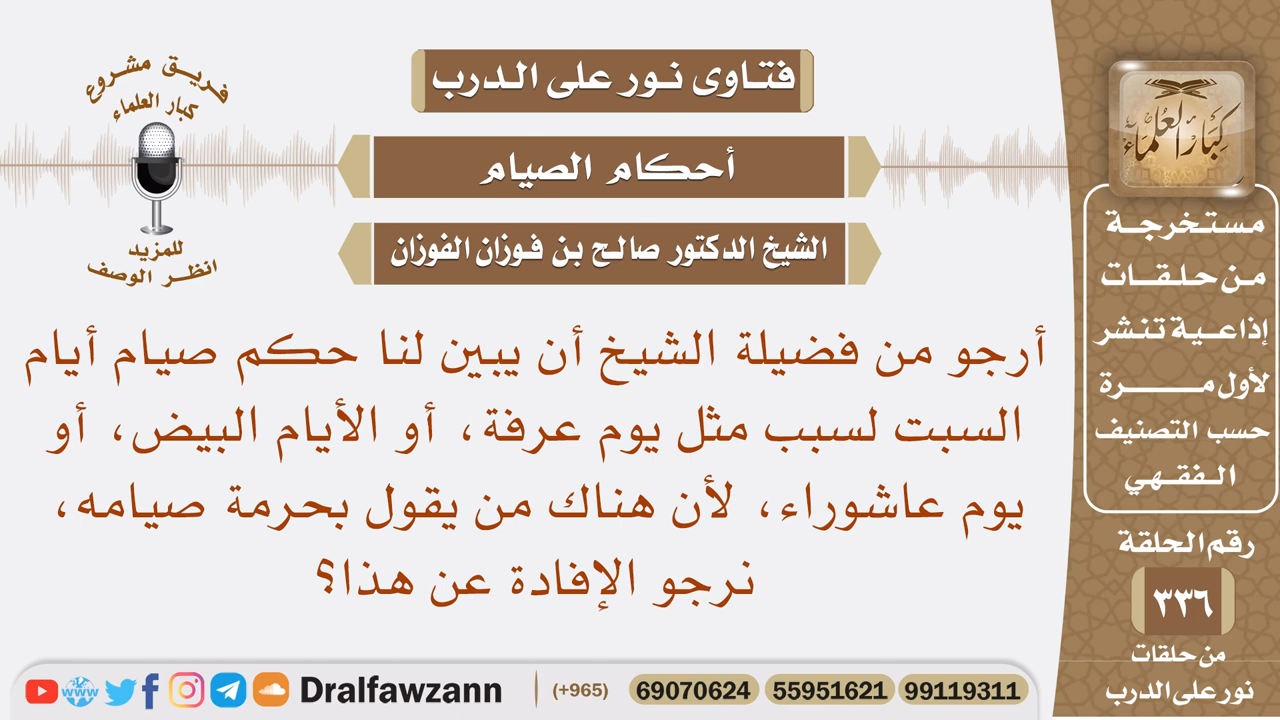 فتاوى نور على الدرب
أحكام الصيام
الشيخ الدكتور صالح بن فوزان الفوزان
أرجو من فضيلة الشيخ أن يبين لنا حكم صيام أيام
السبت لسبب مثل يوم عرفة، أو الأيام البيض، أو
يوم عاشوراء، لأن هناك من يقول بحرمة صيامه،
نرجو الإفادة عن هذا؟
فريق مشروع
كبار العلماء
للمزيد
انظر الوصف
كبار العلماء
مستخرجة
من حلقات
إذاعية تنشر
لأول مرة
حسب التصنيف
الفقهي
رقم الحلقة
٣٣٦
من حلقات
نور على الدرب
www
Dralfawzann
(+965)
69070624
55951621
99119311